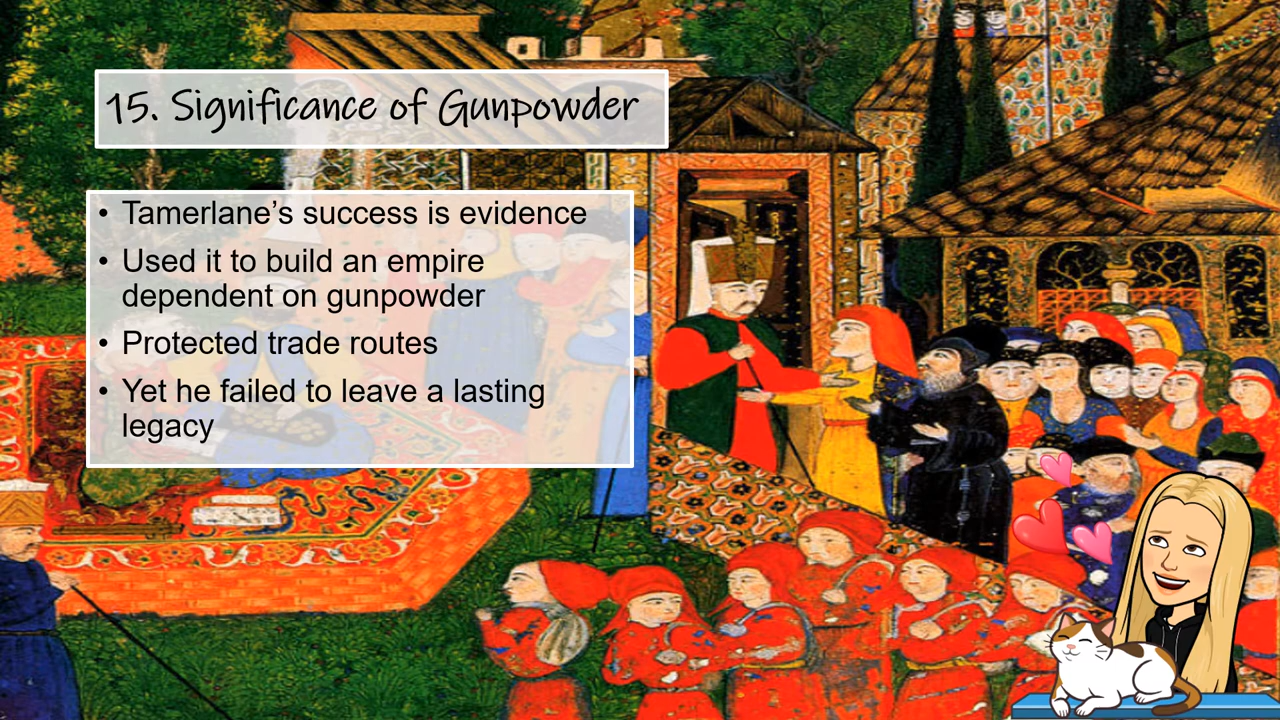 15. Significance of Gunpowder
• Tamerlane’s success is evidence
• Used it to build an empire
dependent on gunpowder
• Protected trade routes
• Yet he failed to leave a lasting
legacy